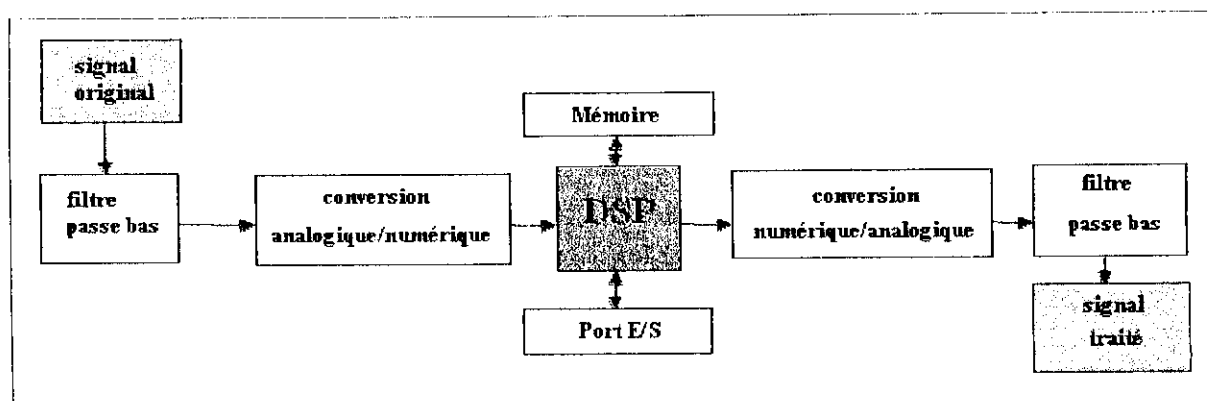 signal
original
Mémoire
filtre
passe bas
conversion
analogique/numérique
DSP
conversion
numérique/analogique
filtre
passe bas
Port E/S
signal
traité